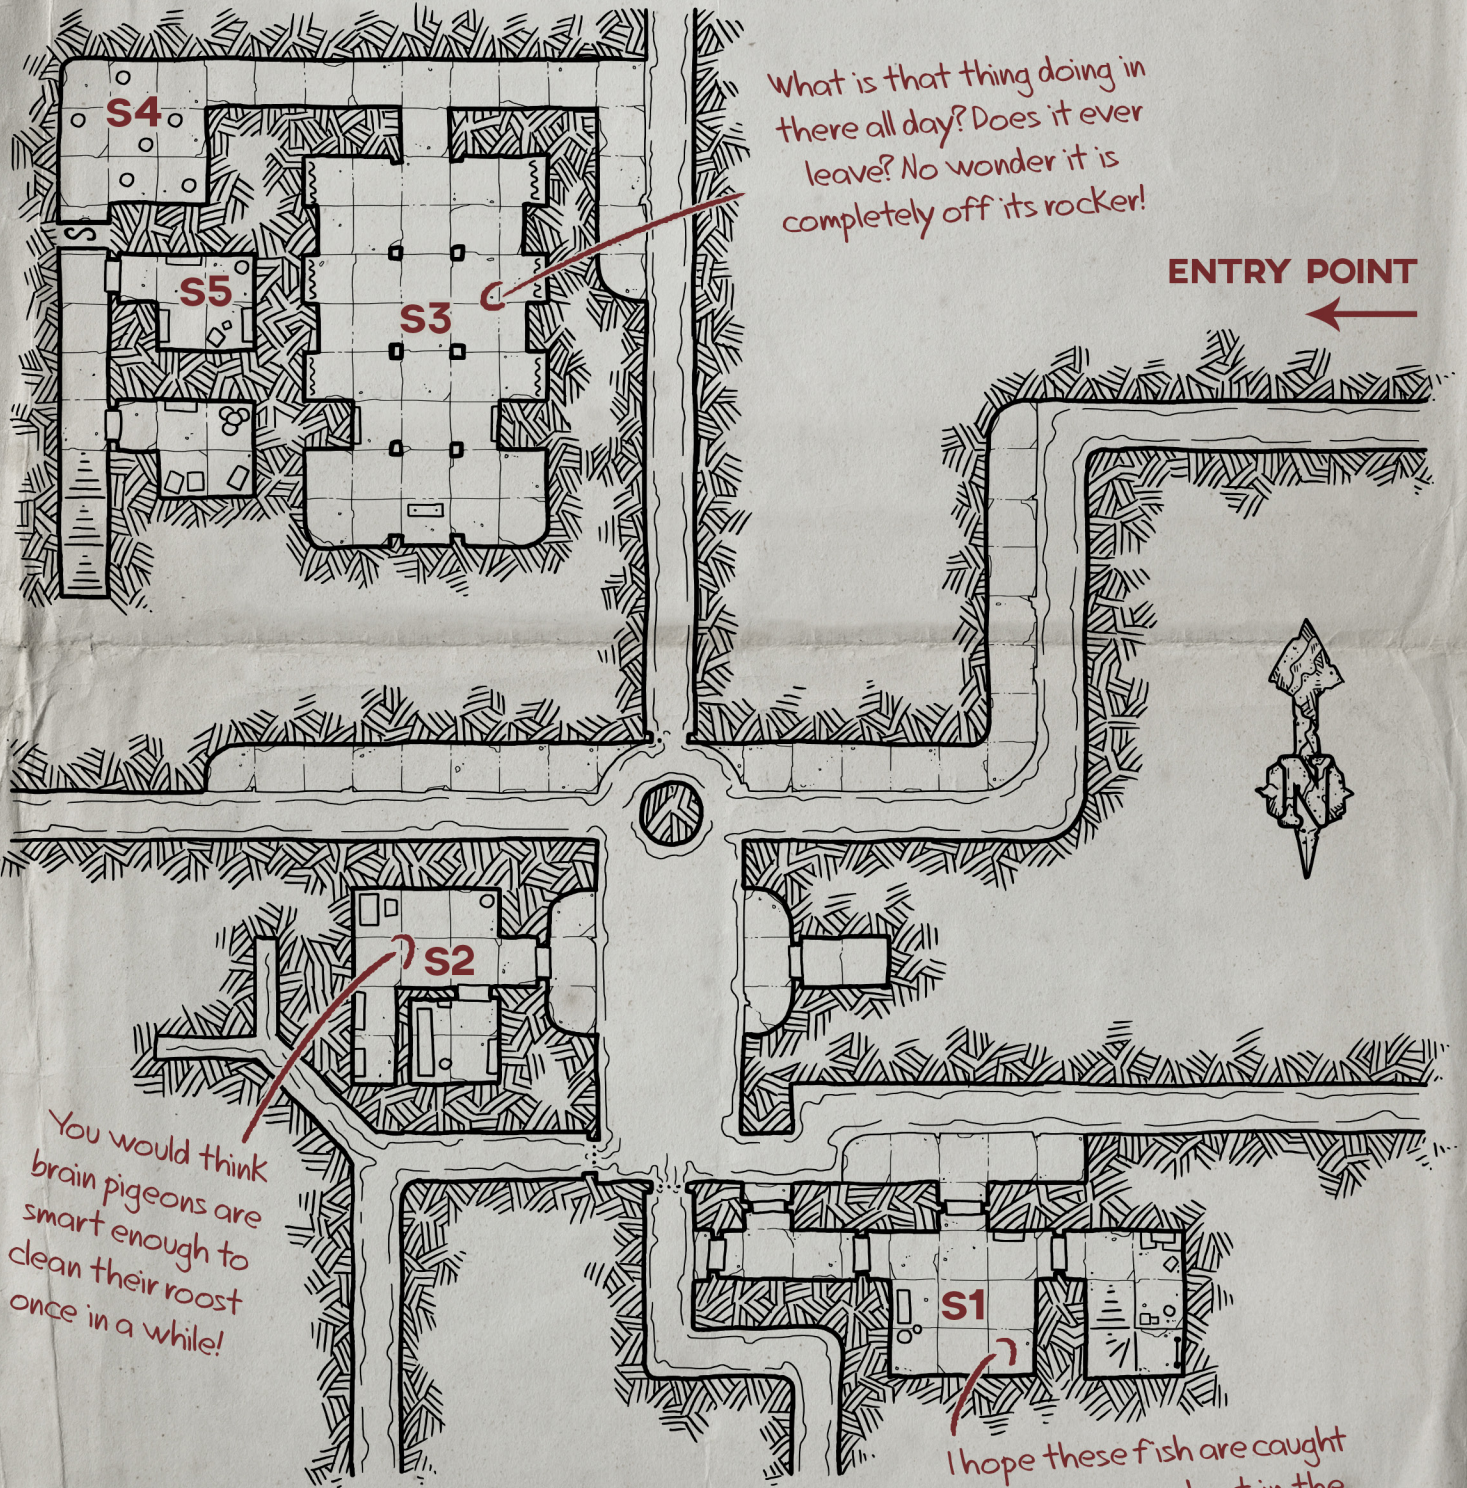 What is that thing doing in
there all day? Does it ever
leave? No wonder it is
completely off its rocker!
ENTRY POINT
S4
S
S5
S3
N
S2
You would think
brain pigeons are
smart enough to
clean their roost
once in a while!
S1
I hope these fish are caught
in the